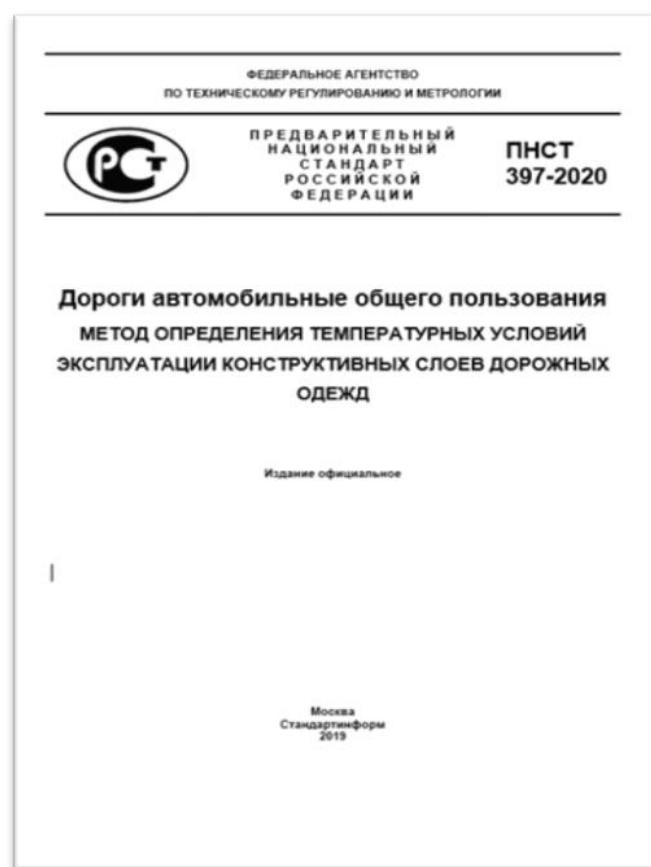 ФЕДЕРАЛЬНОЕ АГЕНТСТВО
ПО ТЕХНИЧЕСКОМУ РЕГУЛИРОВАНИЮ И МЕТРОЛОГИИ
РСТ
ПРЕДВАРИТЕЛЬНЫЙ
НАЦИОНАЛЬНЫЙ
СТАНДАРТ
РОССИЙСКОЙ
ФЕДЕРАЦИИ
ПНСТ
397-2020
Дороги автомобильные общего пользования
МЕТОД ОПРЕДЕЛЕНИЯ ТЕМПЕРАТУРНЫХ УСЛОВИЙ
ЭКСПЛУАТАЦИИ КОНСТРУКТИВНЫХ СЛОЕВ ДОРОЖНЫХ
ОДЕЖД
Издание официальное
Москва
Стандартинформ
2019